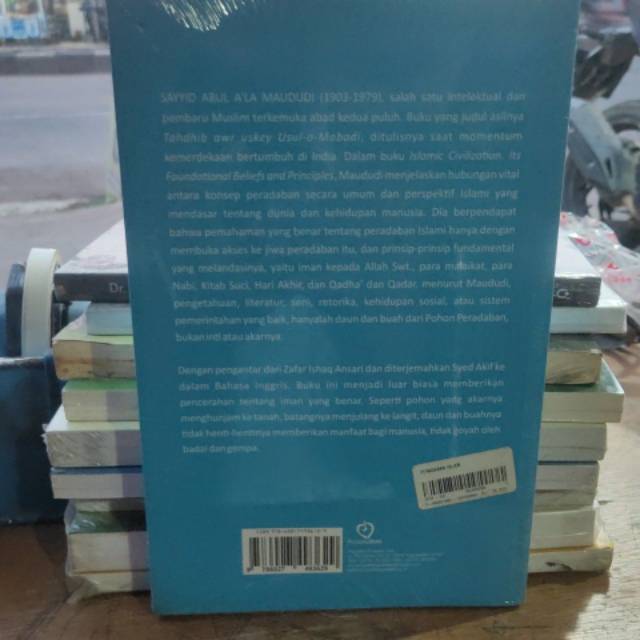 SAYYID ABUL A'LA MAUDUDI (1903-1979), salah satu intelektual dan
pembaru Muslim terkemuka abad kedua puluh. Buku yang judul aslinya
Tahdhib awr uskey Usul-o-Mabadi, ditulisnya saat momentum
kemerdekaan bertumbuh di India. Dalam buku Islamic Civilization. Its
Foundational Beliefs and Principles, Maududi menjelaskan hubungan vital
antara konsep peradaban secara umum dan perspektif Islami yang
mendasar tentang dunia dan kehidupan manusia. Dia berpendapat
bahwa pemahaman yang benar tentang peradaban Islami hanya dengan
membuka akses ke jiwa peradaban itu, dan prinsip-prinsip fundamental
yang melandasinya, yaitu iman kepada Allah Swt., para malaikat, para
Nabi, Kitab Suci, Hari Akhir, dan Qadha' dan Qadar, menurut Maududi,
pengetahuan, literatur, seni, retorika, kehidupan sosial, atau sistem
pemerintahan yang baik, hanyalah daun dan buah dari Pohon Peradaban,
bukan inti atau akarnya.
Dengan pengantar dari Zafar Ishaq Ansari dan diterjemahkan Syed Akif ke
dalam Bahasa Inggris. Buku ini menjadi luar biasa memberikan
pencerahan tentang iman yang benar. Seperti pohon yang akarnya
menghunjam ke tanah, batangnya menjulang ke langit; daun dan buahnya
tidak henti-hentinya memberikan manfaat bagi manusia, tidak goyah oleh
badai dan gempa.
Dr.
Q.